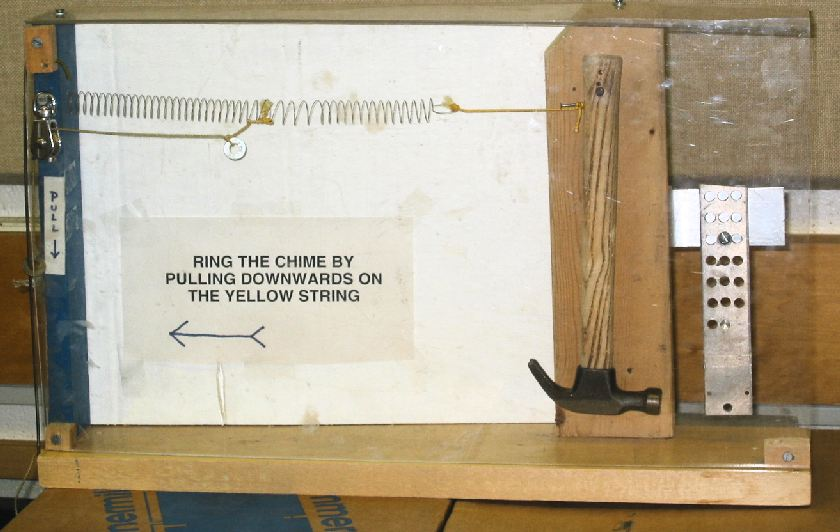 PULL
RING THE CHIME BY
PULLING DOWNWARDS ON
THE YELLOW STRING